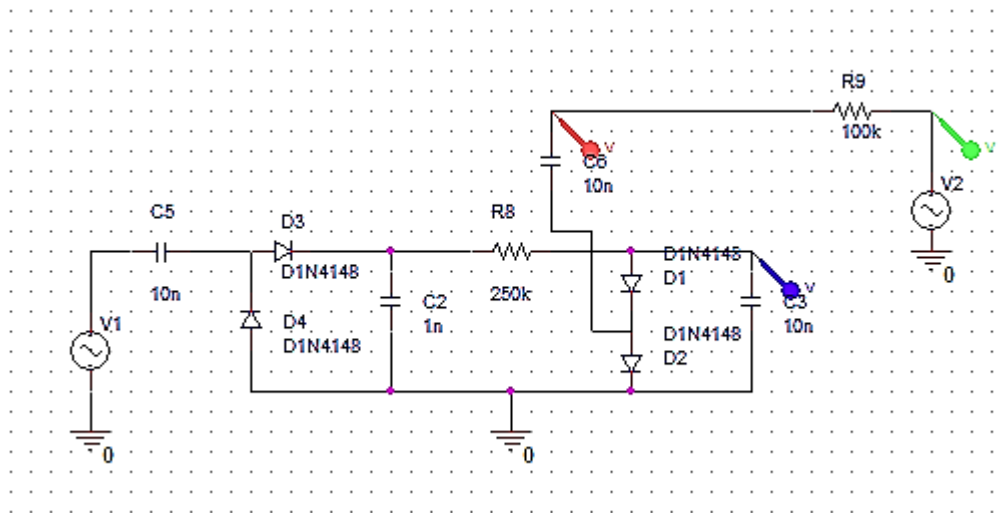 R9
100k
V
V
C6
10n
V2
C5
D3
R8
0
D1N4148
D1N4148
D1
V
10n
250k
C2
1n
C3
10n
V1
D4
D1N4148
D1N4148
D2
0
0